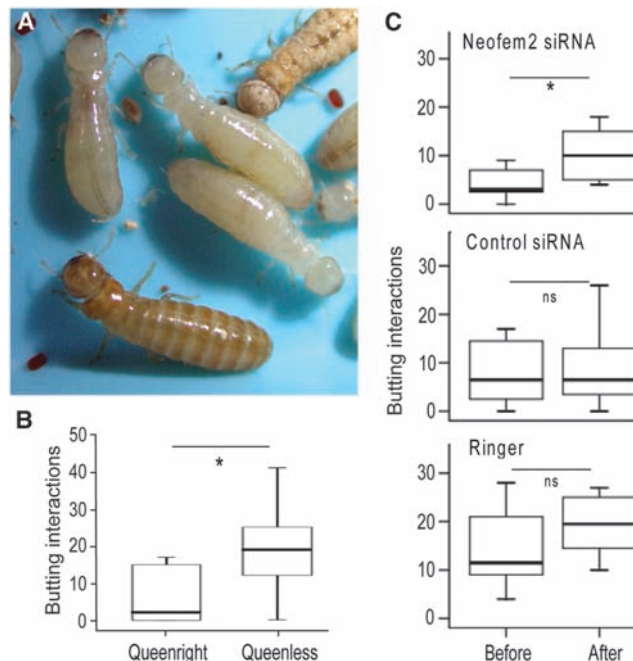 A
B
Butting interactions
50
40
30
20
10
0
*
Queenright
Queenless
C
Butting interactions
Neofem2 siRNA
30
20
10
0
*
Control siRNA
30
20
10
0
ns
Ringer
30
20
10
0
ns
Before
After